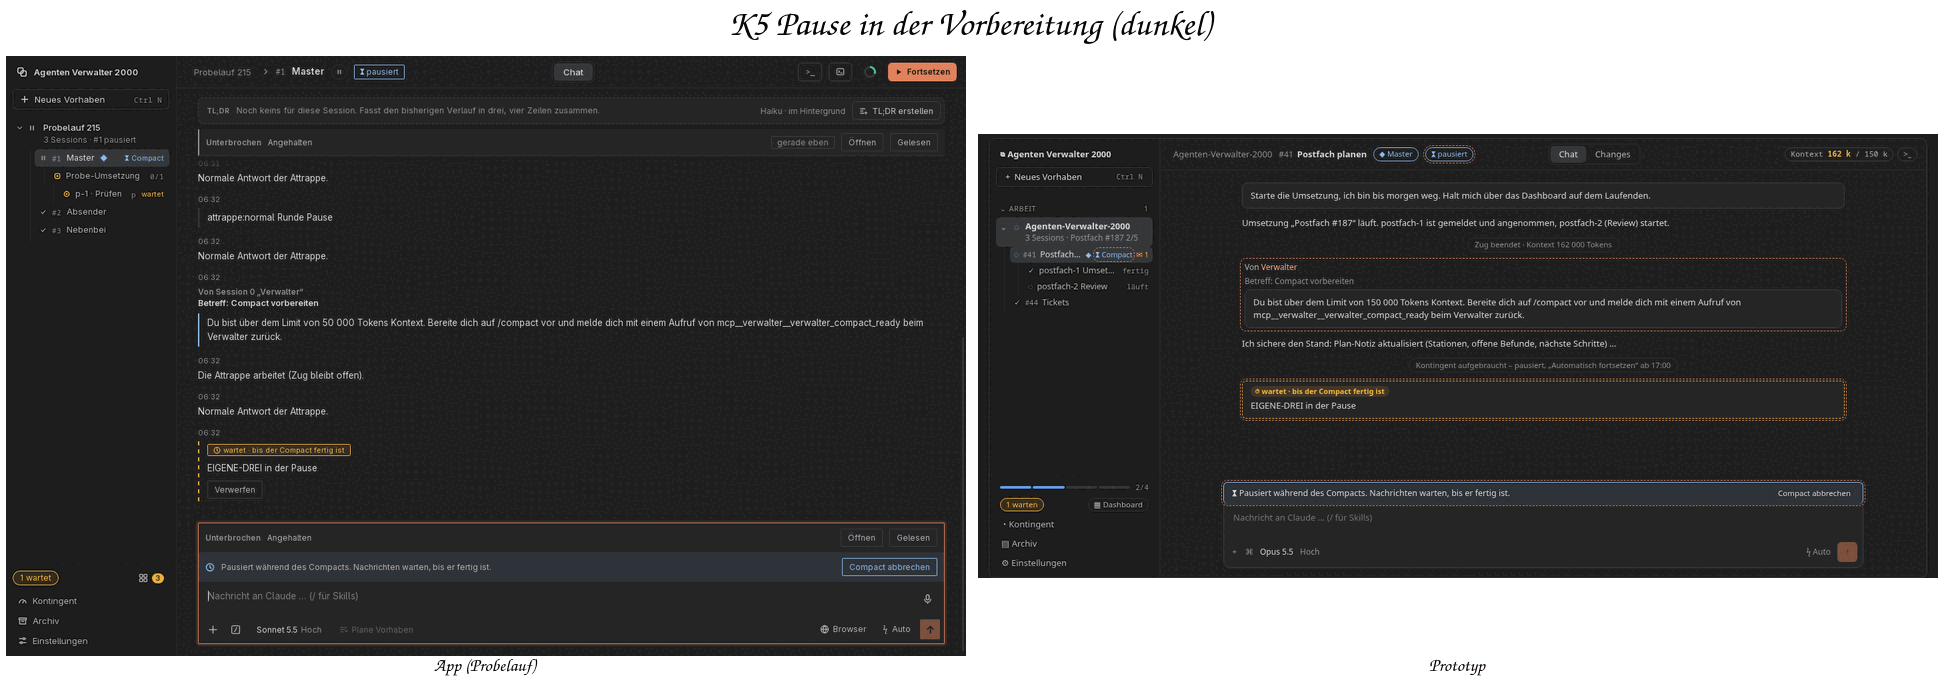 K5 Pause in der Vorbereitung (dunkel)
Agenten Verwalter 2000
Neues Vorhaben Ctrl N
Probelauf 215
3 Sessions · #1 pausiert
#1 Master Compact
Probe-Umsetzung 0/1
p-1 · Prüfen p wartet
#2 Absender
#3 Nebenbei
1 wartet 3
Kontingent
Archiv
Einstellungen
Probelauf 215 #1 Master pausiert Chat Fortsetzen
TL;DR Noch keins für diese Session. Fasst den bisherigen Verlauf in drei, vier Zeilen zusammen. Haiku · im Hintergrund TL;DR erstellen
Unterbrochen Angehalten gerade eben Öffnen Gelesen
06:31
Normale Antwort der Attrappe.
06:32
attrappe:normal Runde Pause
06:32
Normale Antwort der Attrappe.
06:32
Von Session 0 „Verwalter“
Betreff: Compact vorbereiten
Du bist über dem Limit von 50 000 Tokens Kontext. Bereite dich auf /compact vor und melde dich mit einem Aufruf von mcp__verwalter__verwalter_compact_ready beim
Verwalter zurück.
06:32
Die Attrappe arbeitet (Zug bleibt offen).
06:32
Normale Antwort der Attrappe.
06:32
wartet · bis der Compact fertig ist
EIGENE-DREI in der Pause
Verwerfen
Unterbrochen Angehalten Öffnen Gelesen
Pausiert während des Compacts. Nachrichten warten, bis er fertig ist. Compact abbrechen
Nachricht an Claude ... (/ für Skills)
Sonnet 5.5 Hoch Plane Vorhaben Browser Auto
App (Probelauf)
Agenten Verwalter 2000
+ Neues Vorhaben Ctrl N
ARBEIT 1
Agenten-Verwalter-2000
3 Sessions · Postfach #187 2/5
#41 Postfach... Compact 1
postfach-1 Umset... fertig
postfach-2 Review läuft
#44 Tickets
2/4
1 warten Dashboard
Kontingent
Archiv
Einstellungen
Agenten-Verwalter-2000 #41 Postfach planen Master pausiert Chat Changes Kontext 162 k / 150 k >_
Starte die Umsetzung, ich bin bis morgen weg. Halt mich über das Dashboard auf dem Laufenden.
Umsetzung „Postfach #187“ läuft. postfach-1 ist gemeldet und angenommen, postfach-2 (Review) startet.
Zug beendet · Kontext 162 000 Tokens
Von Verwalter
Betreff: Compact vorbereiten
Du bist über dem Limit von 150 000 Tokens Kontext. Bereite dich auf /compact vor und melde dich mit einem Aufruf von
mcp__verwalter__verwalter_compact_ready beim Verwalter zurück.
Ich sichere den Stand: Plan-Notiz aktualisiert (Stationen, offene Befunde, nächste Schritte) ...
Kontingent aufgebraucht – pausiert, „Automatisch fortsetzen“ ab 17:00
wartet · bis der Compact fertig ist
EIGENE-DREI in der Pause
Pausiert während des Compacts. Nachrichten warten, bis er fertig ist. Compact abbrechen
Nachricht an Claude ... (/ für Skills)
+ ⌘ Opus 5.5 Hoch Auto
Prototyp